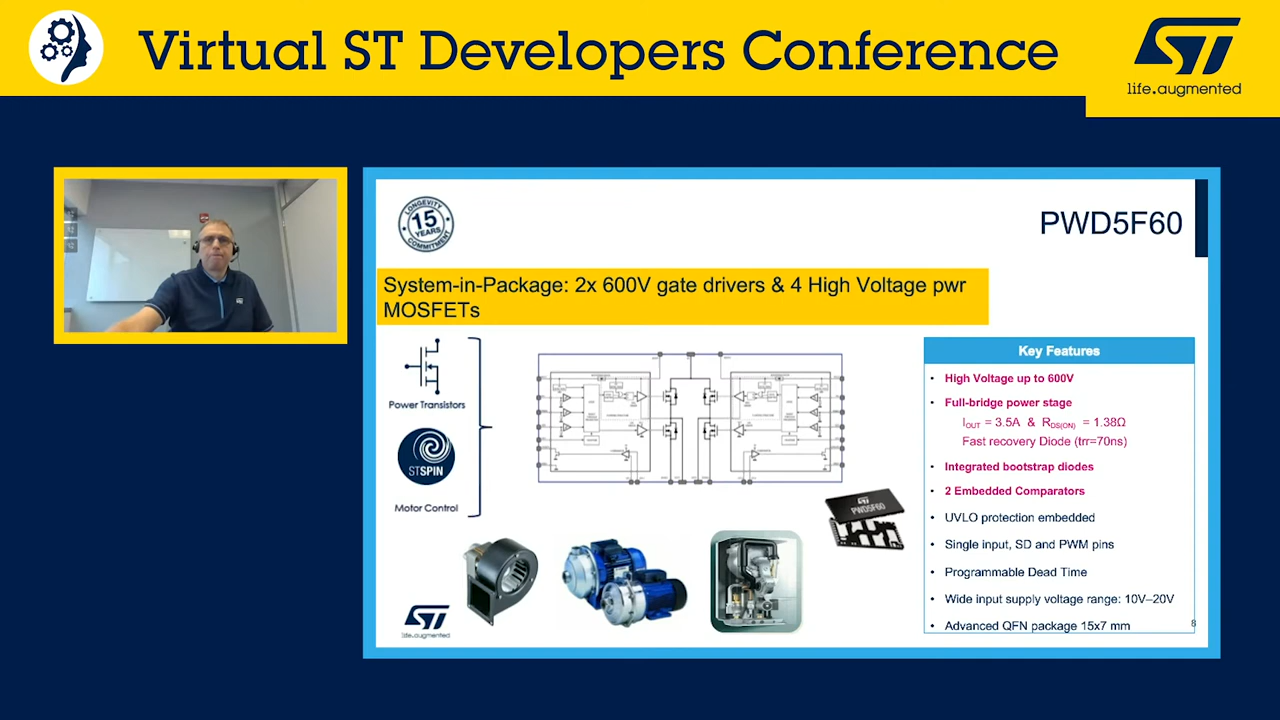 Virtual ST Developers Conference
ST
life.augmented
LONGEVITY
15
YEARS
COMMITMENT
PWD5F60
System-in-Package: 2x 600V gate drivers & 4 High Voltage pwr
MOSFETs
Power Transistors
STSPIN
Motor Control
ST
PWD5F60
ST
life.augmented
Key Features
• High Voltage up to 600V
• Full-bridge power stage
IOUT = 3.5A & RDS(ON) = 1.38Ω
Fast recovery Diode (trr=70ns)
• Integrated bootstrap diodes
• 2 Embedded Comparators
• UVLO protection embedded
• Single input, SD and PWM pins
• Programmable Dead Time
• Wide input supply voltage range: 10V–20V
• Advanced QFN package 15x7 mm
8